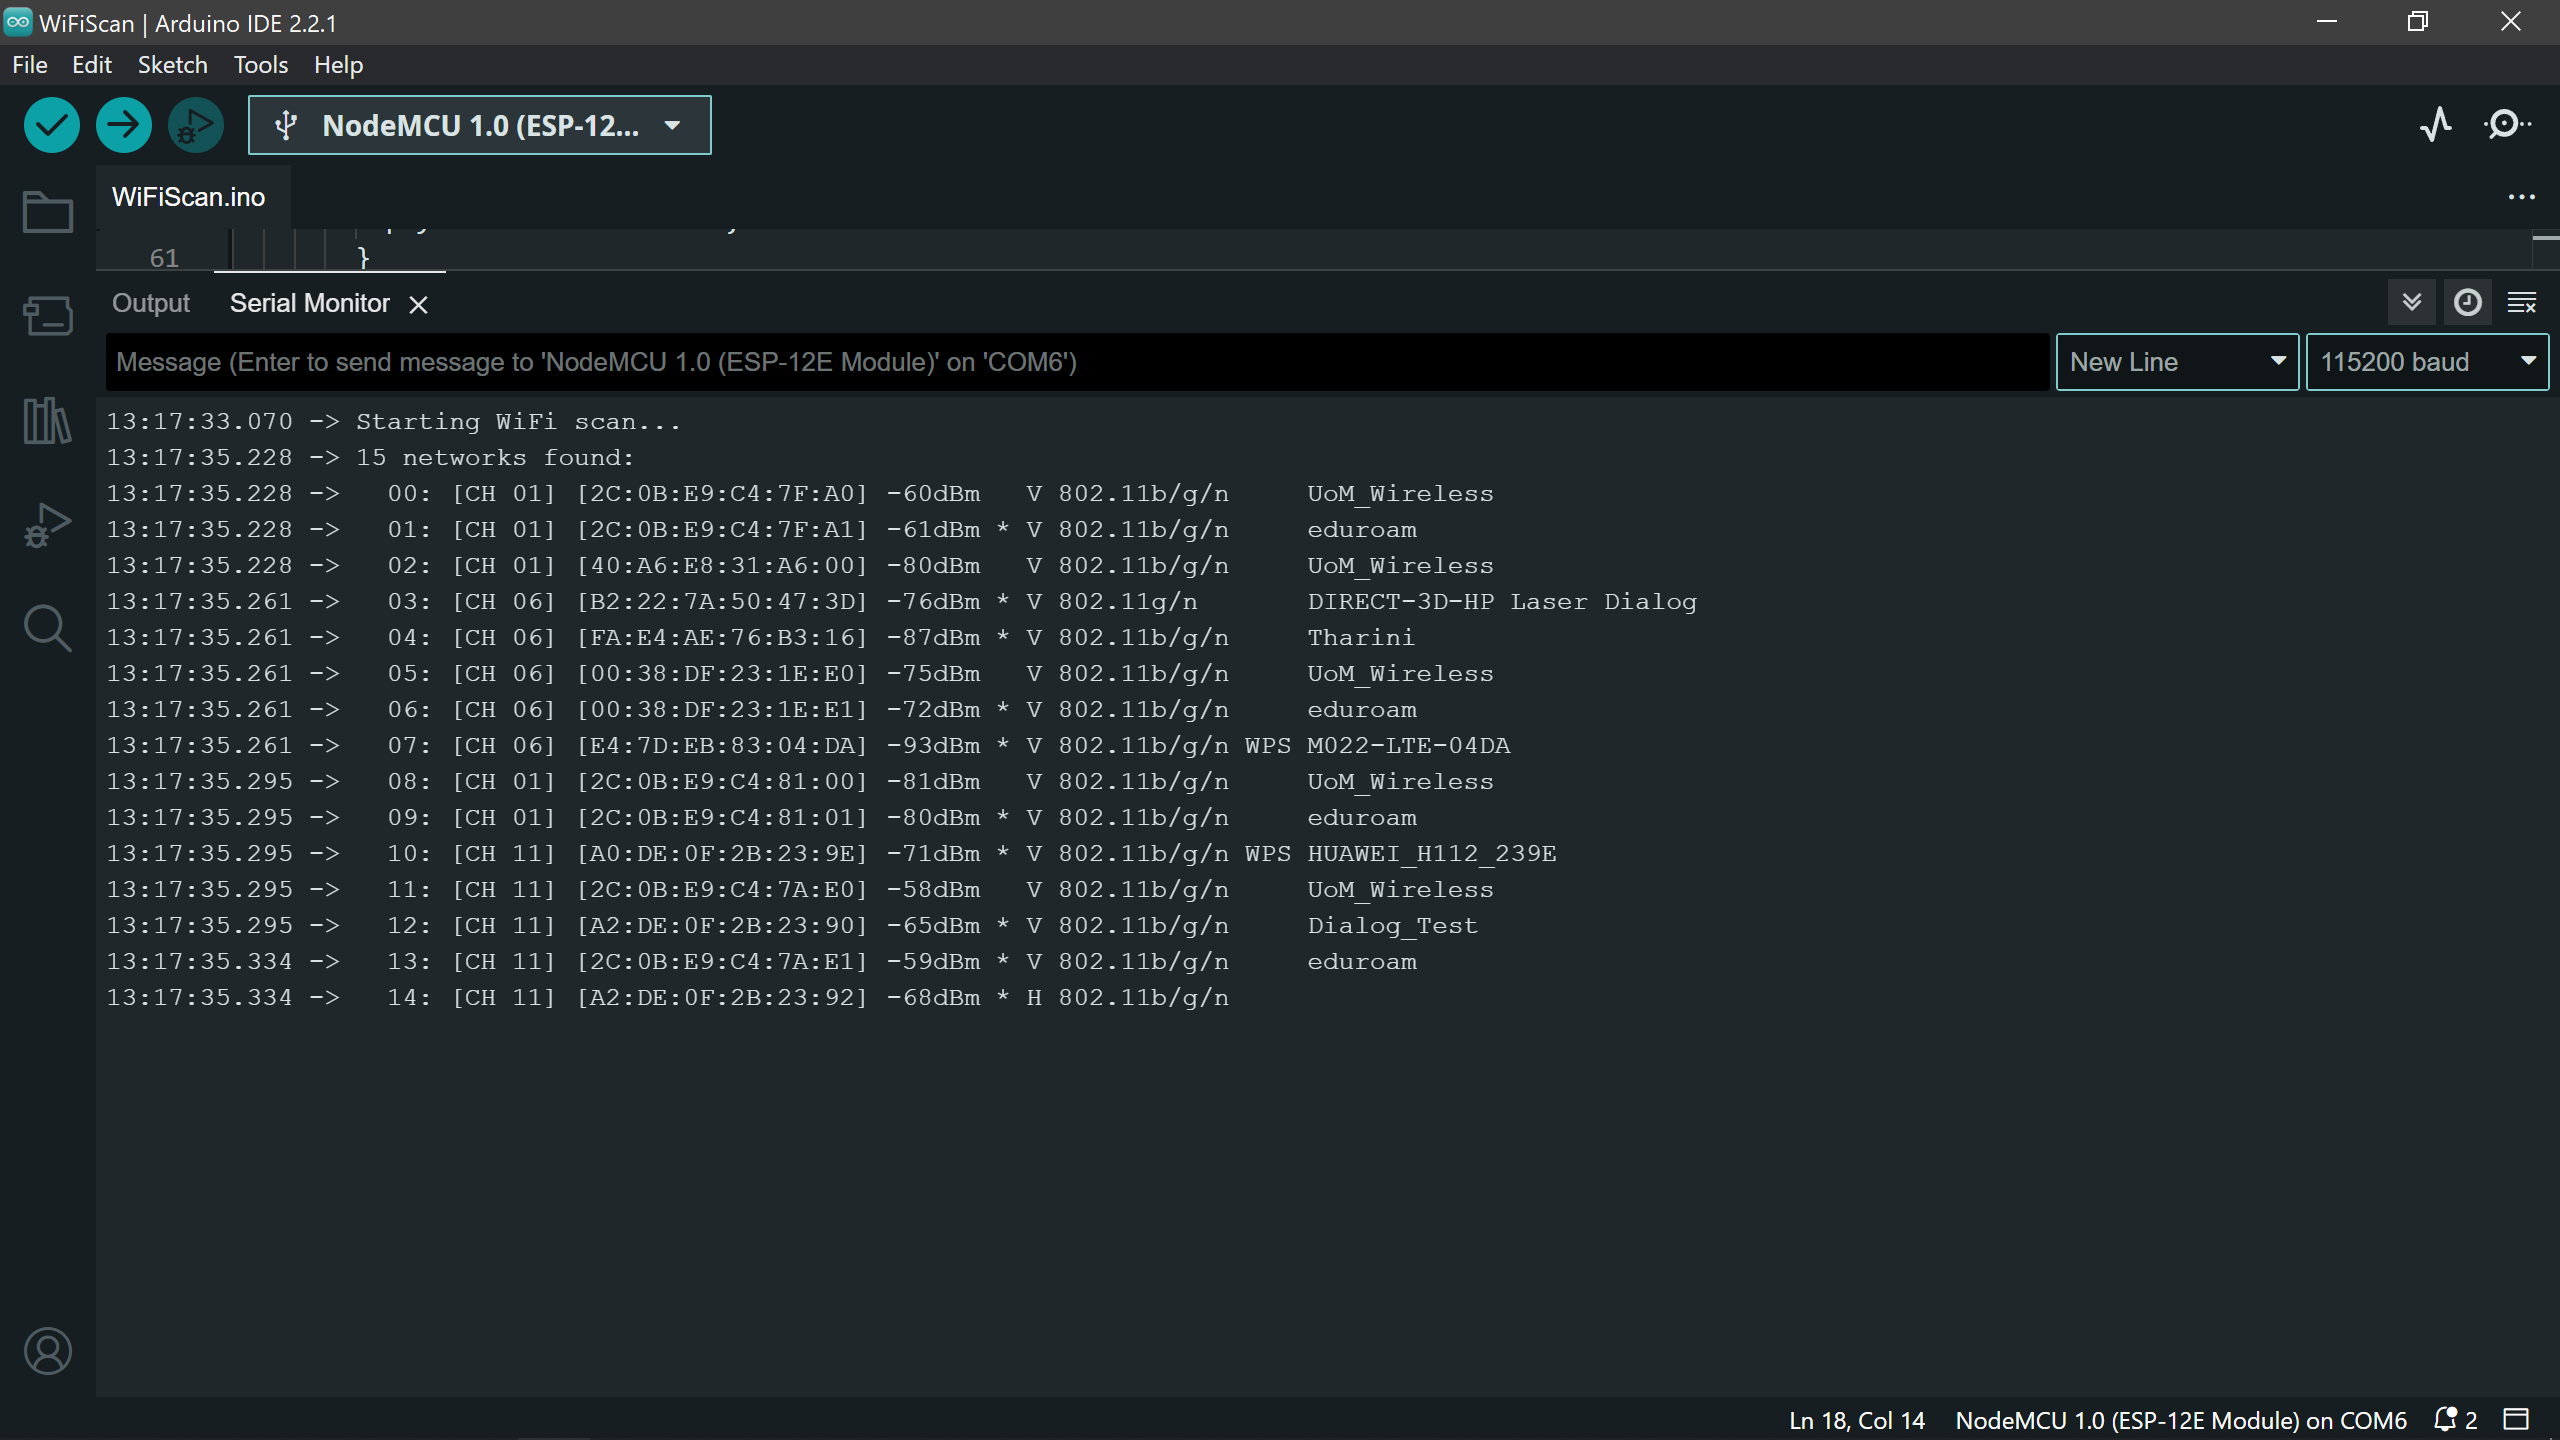 WiFiScan | Arduino IDE 2.2.1
File Edit Sketch Tools Help
NodeMCU 1.0 (ESP-12...
WiFiScan.ino
61 }
Output Serial Monitor
Message (Enter to send message to 'NodeMCU 1.0 (ESP-12E Module)' on 'COM6') New Line 115200 baud
13:17:33.070 -> Starting WiFi scan...
13:17:35.228 -> 15 networks found:
13:17:35.228 ->   00: [CH 01] [2C:0B:E9:C4:7F:A0] -60dBm   V 802.11b/g/n     UoM_Wireless
13:17:35.228 ->   01: [CH 01] [2C:0B:E9:C4:7F:A1] -61dBm * V 802.11b/g/n     eduroam
13:17:35.228 ->   02: [CH 01] [40:A6:E8:31:A6:00] -80dBm   V 802.11b/g/n     UoM_Wireless
13:17:35.261 ->   03: [CH 06] [B2:22:7A:50:47:3D] -76dBm * V 802.11g/n       DIRECT-3D-HP Laser Dialog
13:17:35.261 ->   04: [CH 06] [FA:E4:AE:76:B3:16] -87dBm * V 802.11b/g/n     Tharini
13:17:35.261 ->   05: [CH 06] [00:38:DF:23:1E:E0] -75dBm   V 802.11b/g/n     UoM_Wireless
13:17:35.261 ->   06: [CH 06] [00:38:DF:23:1E:E1] -72dBm * V 802.11b/g/n     eduroam
13:17:35.261 ->   07: [CH 06] [E4:7D:EB:83:04:DA] -93dBm * V 802.11b/g/n WPS M022-LTE-04DA
13:17:35.295 ->   08: [CH 01] [2C:0B:E9:C4:81:00] -81dBm   V 802.11b/g/n     UoM_Wireless
13:17:35.295 ->   09: [CH 01] [2C:0B:E9:C4:81:01] -80dBm * V 802.11b/g/n     eduroam
13:17:35.295 ->   10: [CH 11] [A0:DE:0F:2B:23:9E] -71dBm * V 802.11b/g/n WPS HUAWEI_H112_239E
13:17:35.295 ->   11: [CH 11] [2C:0B:E9:C4:7A:E0] -58dBm   V 802.11b/g/n     UoM_Wireless
13:17:35.295 ->   12: [CH 11] [A2:DE:0F:2B:23:90] -65dBm * V 802.11b/g/n     Dialog_Test
13:17:35.334 ->   13: [CH 11] [2C:0B:E9:C4:7A:E1] -59dBm * V 802.11b/g/n     eduroam
13:17:35.334 ->   14: [CH 11] [A2:DE:0F:2B:23:92] -68dBm * H 802.11b/g/n
Ln 18, Col 14 NodeMCU 1.0 (ESP-12E Module) on COM6 2